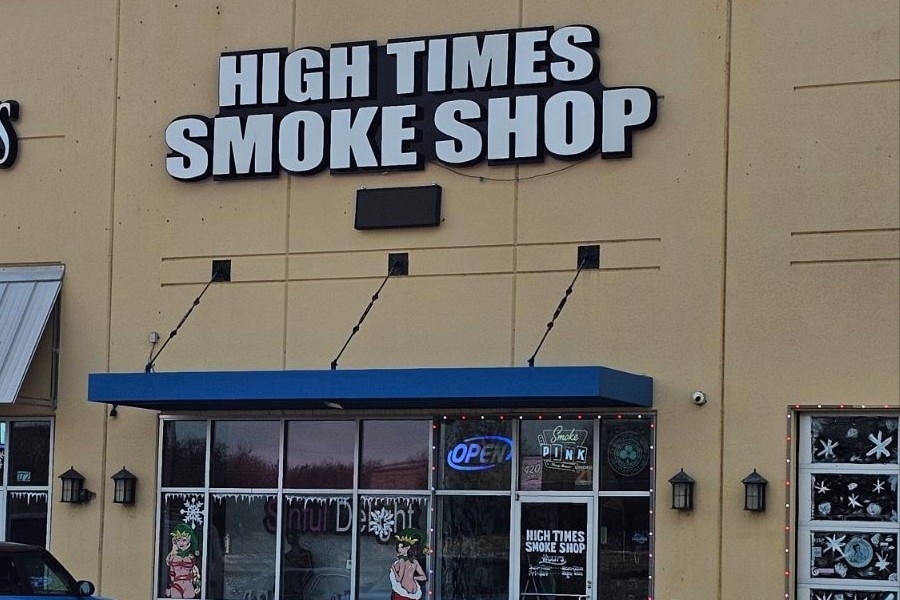 S
HIGH TIMES
SMOKE SHOP
OPEN
Smoke
PINK
420
Sinful Delight
HIGH TIMES
SMOKE SHOP